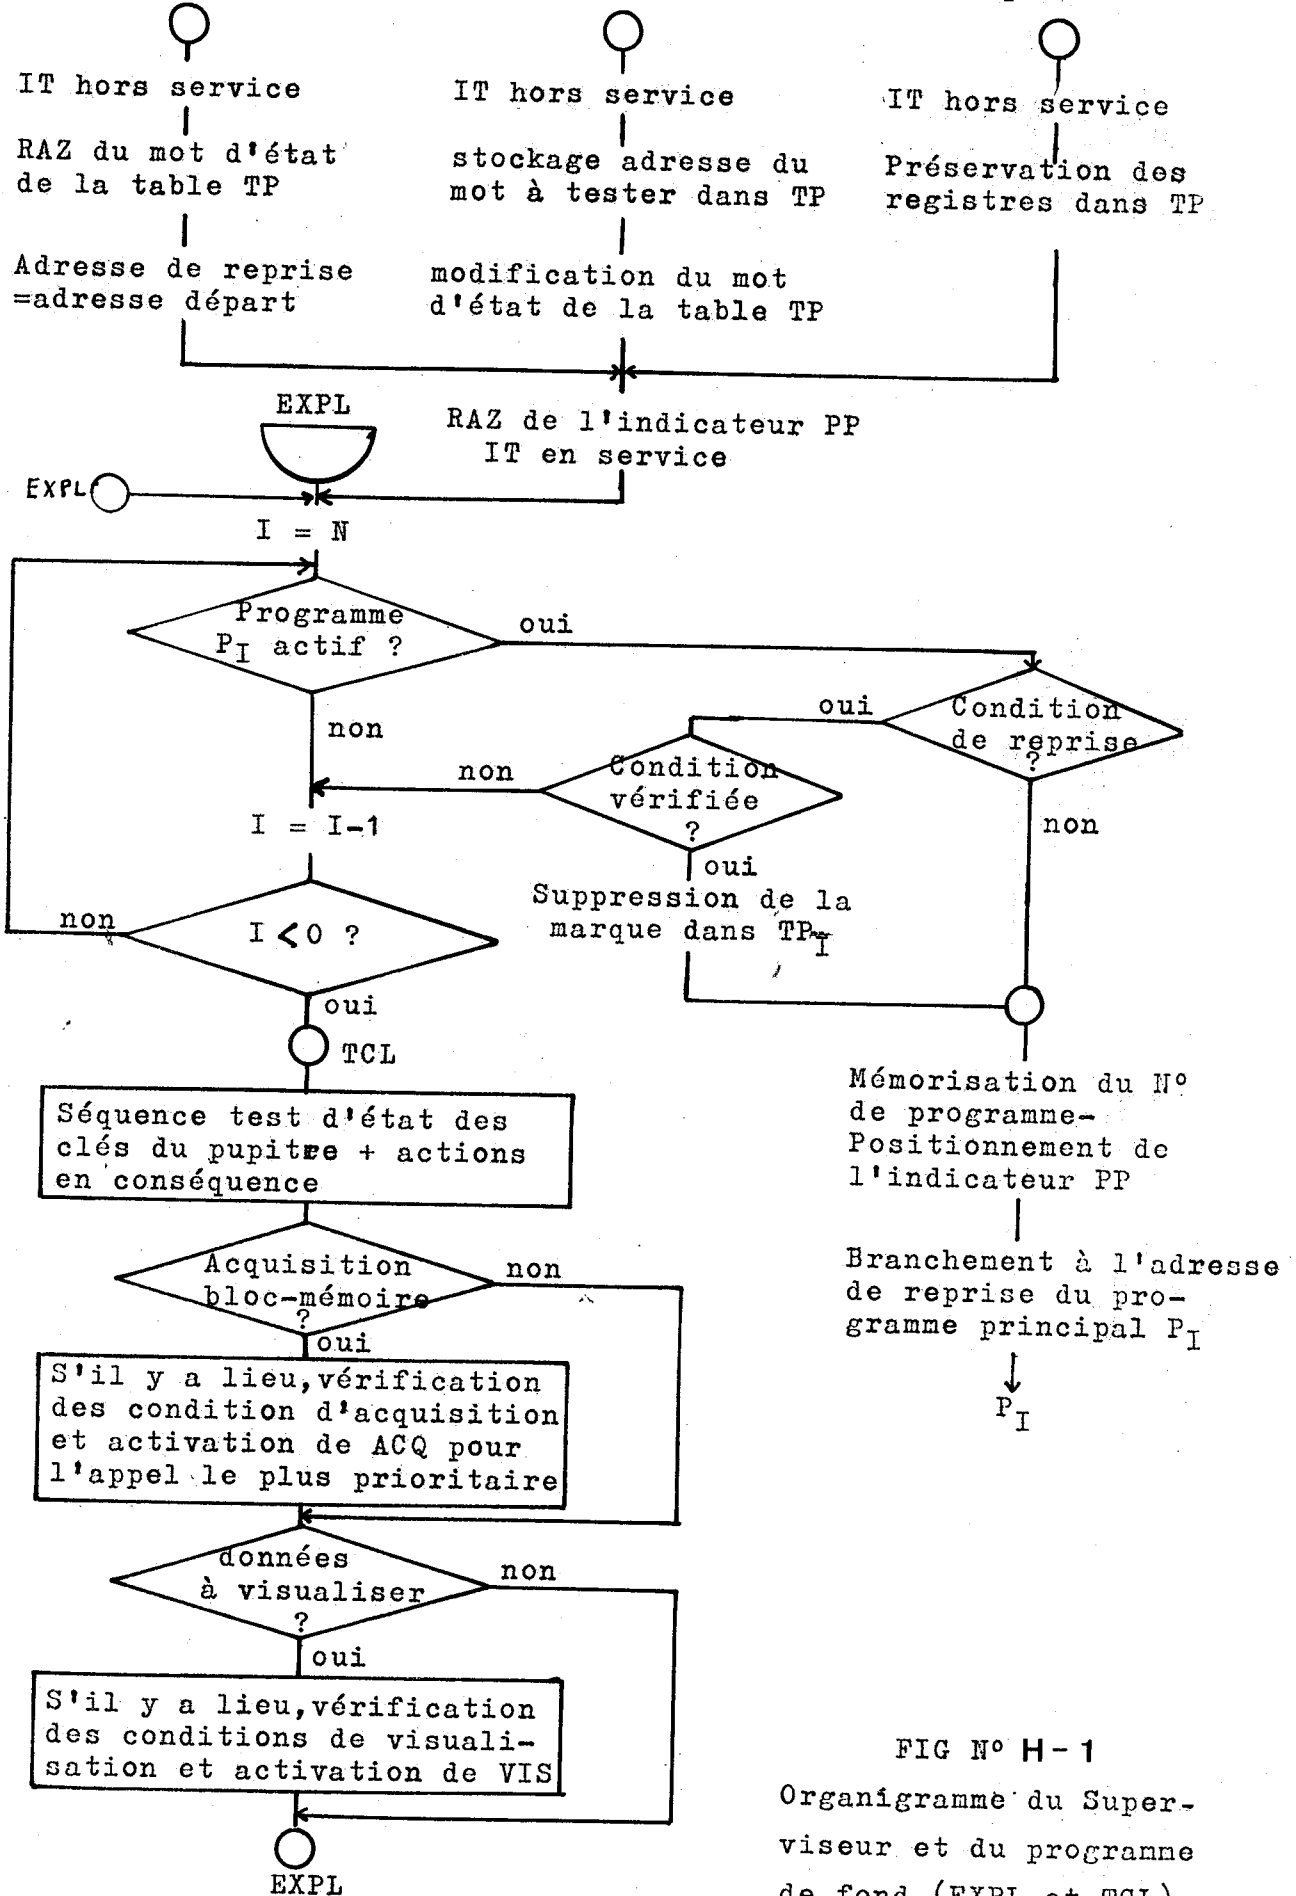 IT hors service
RAZ du mot d'état
de la table TP
Adresse de reprise
=adresse départ
IT hors service
stockage adresse du
mot à tester dans TP
modification du mot
d'état de la table TP
IT hors service
Préservation des
registres dans TP
EXPL
RAZ de l'indicateur PP
IT en service
EXPL
I = N
Programme
PI actif ?
oui
non
Condition
de reprise
?
oui
non
Condition
vérifiée
?
non
oui
Suppression de la
marque dans TPI
I = I-1
I < 0 ?
non
oui
TCL
Séquence test d'état des
clés du pupitre + actions
en conséquence
Mémorisation du Nº
de programme-
Positionnement de
l'indicateur PP
Branchement à l'adresse
de reprise du pro-
gramme principal PI
PI
Acquisition
bloc-mémoire
?
non
oui
S'il y a lieu,vérification
des condition d'acquisition
et activation de ACQ pour
l'appel le plus prioritaire
données
à visualiser
?
non
oui
S'il y a lieu,vérification
des conditions de visuali-
sation et activation de VIS
EXPL
FIG Nº H-1
Organigramme du Super-
viseur et du programme
de fond (EXPL et TCL)